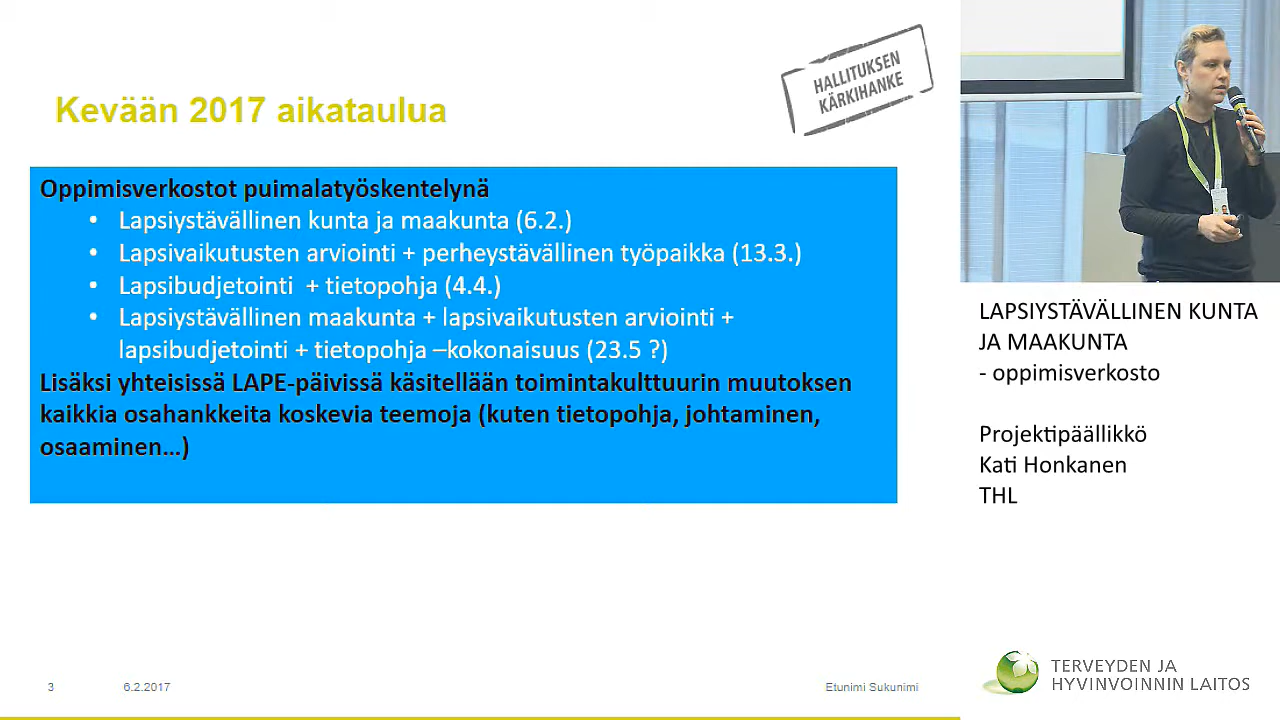 Kevään 2017 aikataulua
HALLITUKSEN
KÄRKIHANKE
Oppimisverkostot puimalatyöskentelynä
• Lapsiystävällinen kunta ja maakunta (6.2.)
• Lapsivaikutusten arviointi + perheystävällinen työpaikka (13.3.)
• Lapsibudjetointi + tietopohja (4.4.)
• Lapsiystävällinen maakunta + lapsivaikutusten arviointi +
lapsibudjetointi + tietopohja –kokonaisuus (23.5 ?)
Lisäksi yhteisissä LAPE-päivissä käsitellään toimintakulttuurin muutoksen
kaikkia osahankkeita koskevia teemoja (kuten tietopohja, johtaminen,
osaaminen…)
3
6.2.2017
Etunimi Sukunimi
LAPSIYSTÄVÄLLINEN KUNTA
JA MAAKUNTA
- oppimisverkosto
Projektipäällikkö
Kati Honkanen
THL
TERVEYDEN JA
HYVINVOINNIN LAITOS